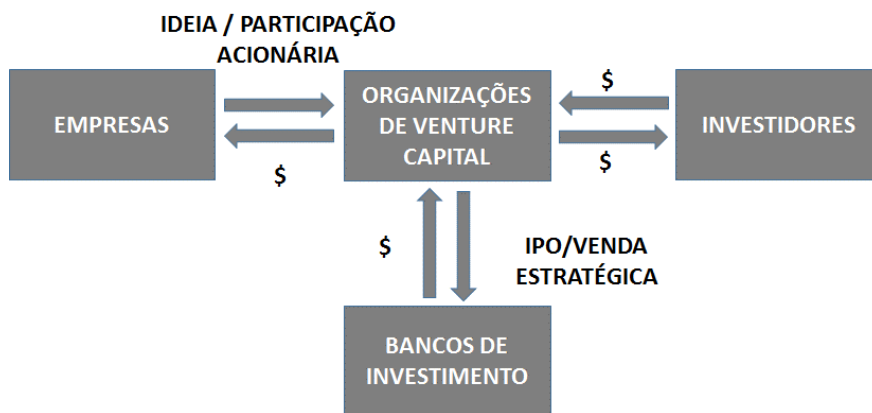 IDEIA / PARTICIPAÇÃO
ACIONÁRIA
EMPRESAS
$
ORGANIZAÇÕES
DE VENTURE
CAPITAL
$
$
INVESTIDORES
$
IPO/VENDA
ESTRATÉGICA
BANCOS DE
INVESTIMENTO